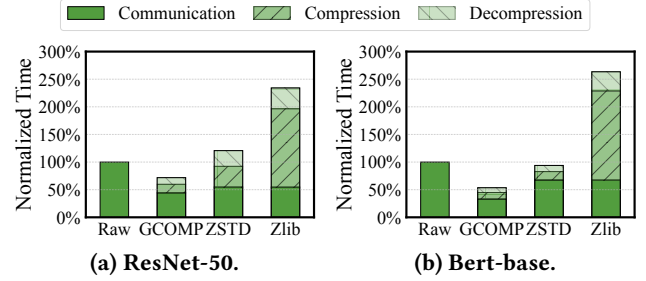 Communication Compression Decompression
Normalized Time
300%
250%
200%
150%
100%
50%
0%
Raw GCOMP ZSTD Zlib
(a) ResNet-50.
Normalized Time
300%
250%
200%
150%
100%
50%
0%
Raw GCOMP ZSTD Zlib
(b) Bert-base.